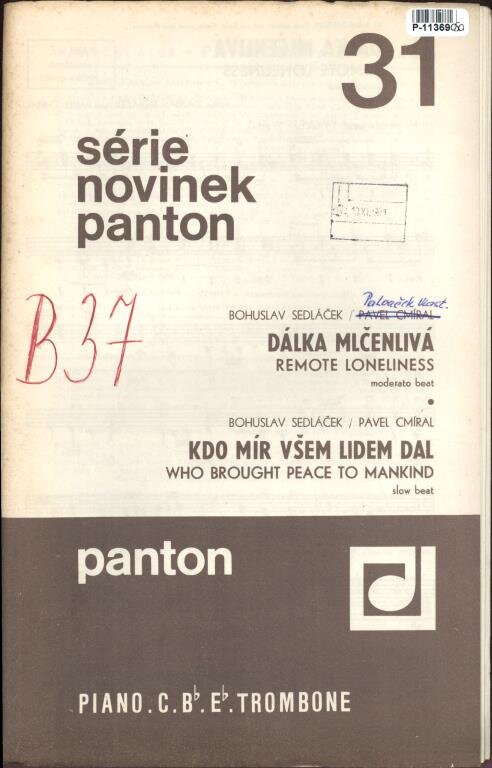 P-11369
31
série
novinek
panton
B37
BOHUSLAV SEDLÁČEK / PAVEL CMÍRAL
DÁLKA MLČENLIVÁ
REMOTE LONELINESS
moderato beat
BOHUSLAV SEDLÁČEK / PAVEL CMÍRAL
KDO MÍR VŠEM LIDEM DAL
WHO BROUGHT PEACE TO MANKIND
slow beat
panton
PIANO.C.B♭.E♭.TROMBONE